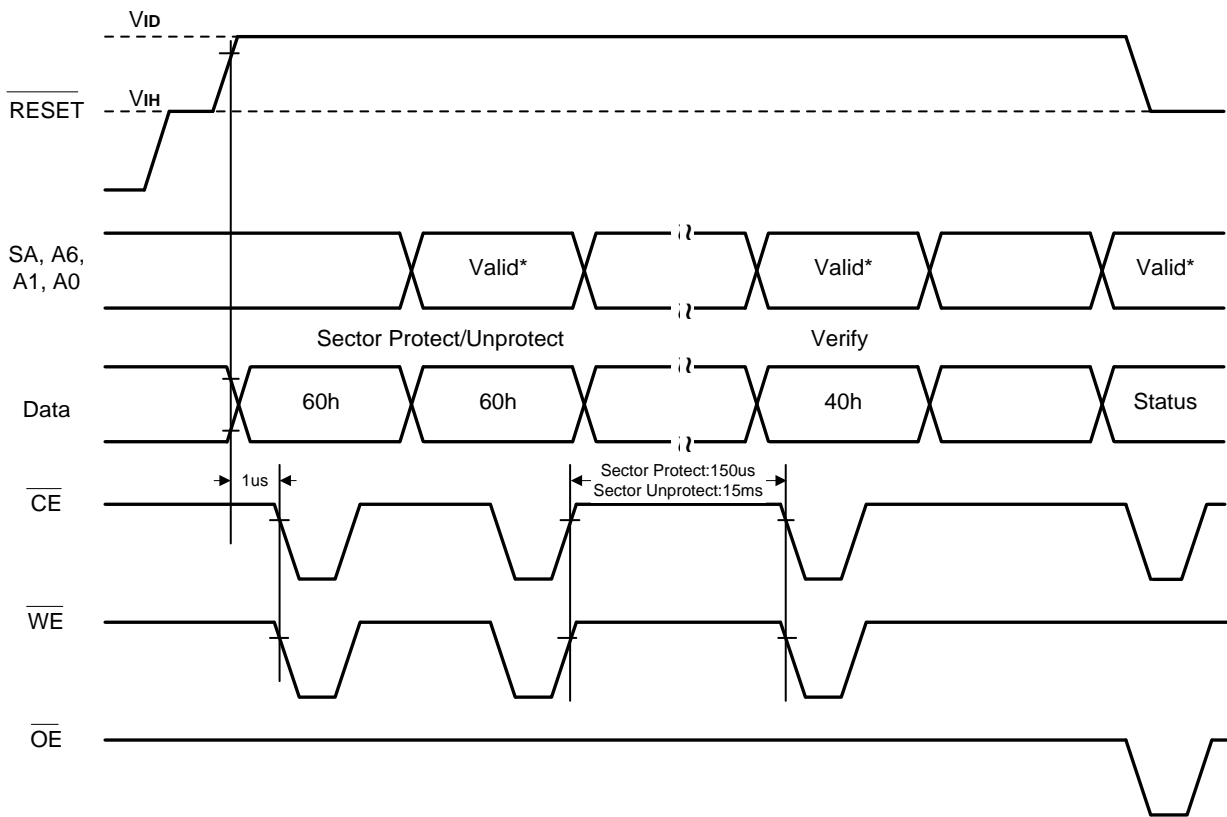 VID
RESET
VIH
SA, A6,
A1, A0
Valid*
Valid*
Valid*
Sector Protect/Unprotect
Verify
Data
60h
60h
40h
Status
CE
1us
Sector Protect:150us
Sector Unprotect:15ms
WE
OE